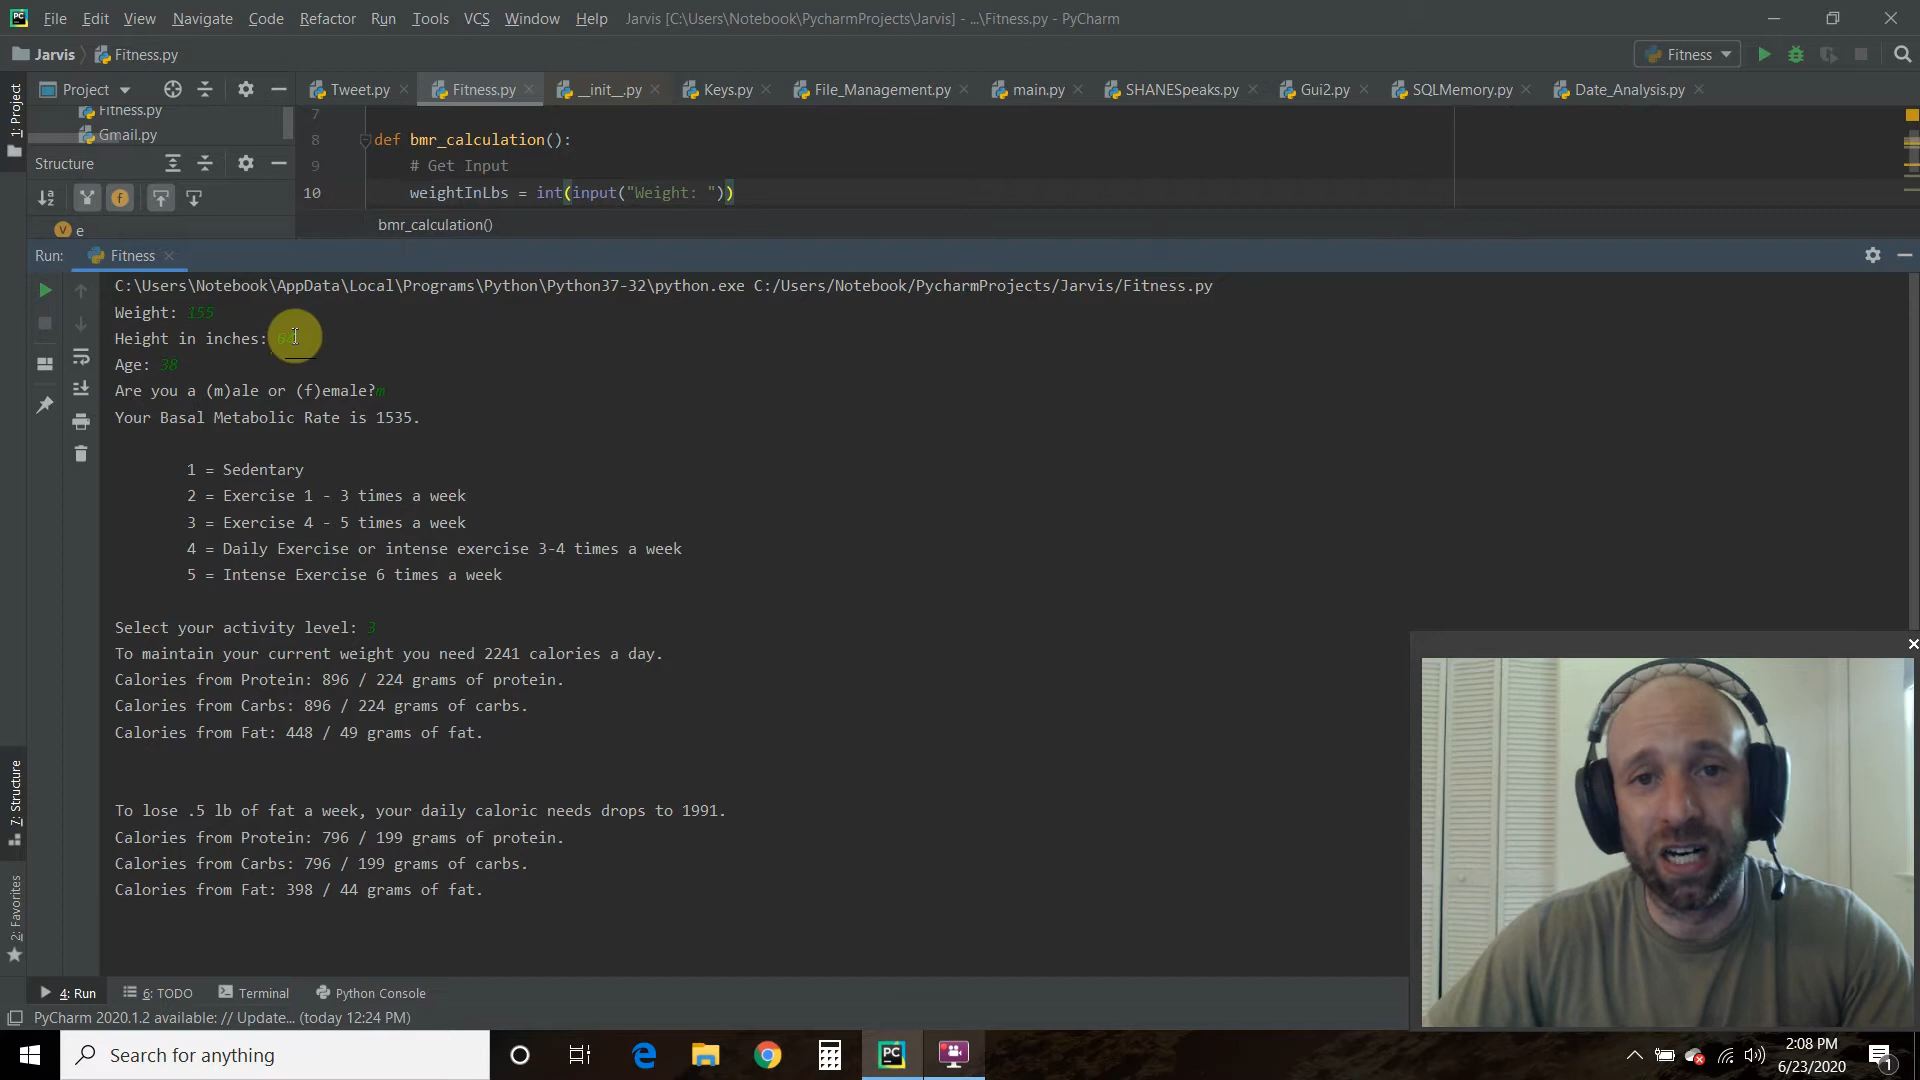 File Edit View Navigate Code Refactor Run Tools VCS Window Help Jarvis [C:\Users\Notebook\PycharmProjects\Jarvis] - ...\Fitness.py - PyCharm
Jarvis Fitness.py Fitness
1: Project Project Tweet.py Fitness.py __init__.py Keys.py File_Management.py main.py SHANESpeaks.py Gui2.py SQLMemory.py Date_Analysis.py
Fitness.py
Gmail.py
Structure
e
7
8 def bmr_calculation():
9 # Get Input
10 weightInLbs = int(input("Weight: "))
bmr_calculation()
Run: Fitness
C:\Users\Notebook\AppData\Local\Programs\Python\Python37-32\python.exe C:/Users/Notebook/PycharmProjects/Jarvis/Fitness.py
Weight: 155
Height in inches: 
Age: 38
Are you a (m)ale or (f)emale?m
Your Basal Metabolic Rate is 1535.
1 = Sedentary
2 = Exercise 1 - 3 times a week
3 = Exercise 4 - 5 times a week
4 = Daily Exercise or intense exercise 3-4 times a week
5 = Intense Exercise 6 times a week
Select your activity level: 3
To maintain your current weight you need 2241 calories a day.
Calories from Protein: 896 / 224 grams of protein.
Calories from Carbs: 896 / 224 grams of carbs.
Calories from Fat: 448 / 49 grams of fat.
To lose .5 lb of fat a week, your daily caloric needs drops to 1991.
Calories from Protein: 796 / 199 grams of protein.
Calories from Carbs: 796 / 199 grams of carbs.
Calories from Fat: 398 / 44 grams of fat.
7: Structure
2: Favorites
4: Run 6: TODO Terminal Python Console
PyCharm 2020.1.2 available: // Update... (today 12:24 PM)
Search for anything
PC
2:08 PM
6/23/2020
1